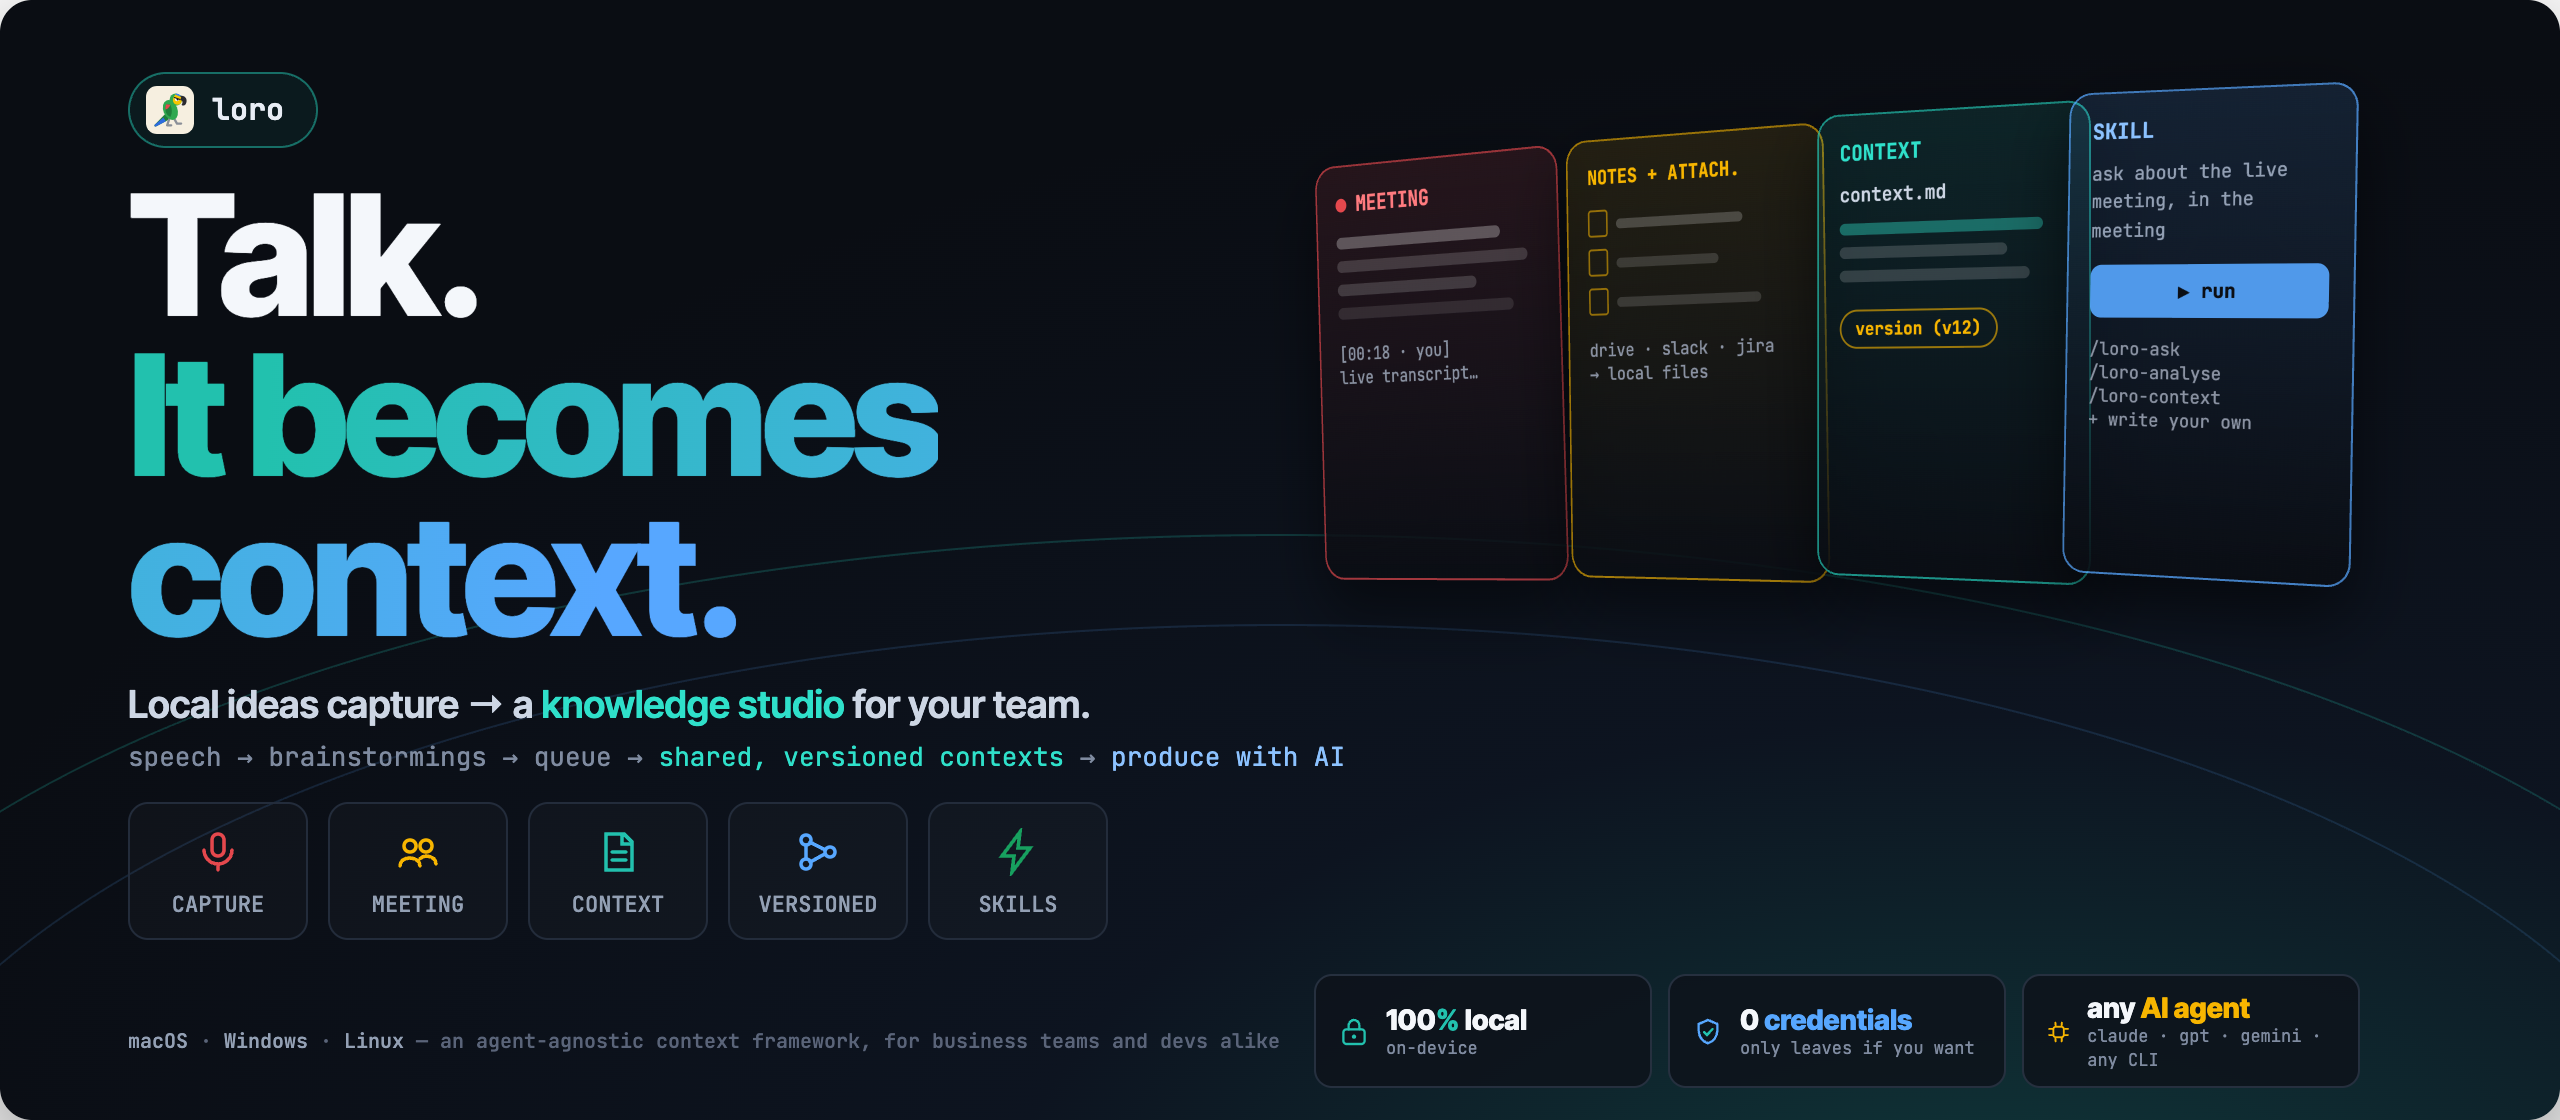 loro
Talk.
It becomes
context.
Local ideas capture → a knowledge studio for your team.
speech → brainstormings → queue → shared, versioned contexts → produce with AI
CAPTURE
MEETING
CONTEXT
VERSIONED
SKILLS
macOS · Windows · Linux — an agent-agnostic context framework, for business teams and devs alike
MEETING
[00:18 · you]
live transcript…
NOTES + ATTACH.
drive · slack · jira
→ local files
CONTEXT
context.md
version (v12)
SKILL
ask about the live
meeting, in the
meeting
▶ run
/loro-ask
/loro-analyse
/loro-context
+ write your own
100% local
on-device
0 credentials
only leaves if you want
any AI agent
claude · gpt · gemini ·
any CLI